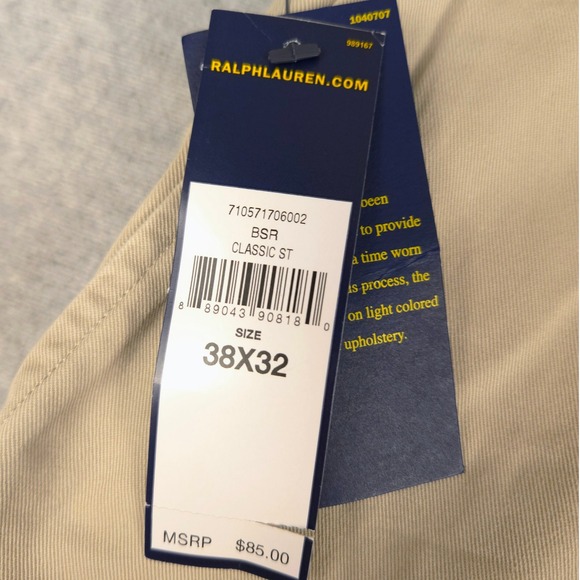 1040707
989167
RALPHLAUREN.COM
710571706002
BSR
CLASSIC ST
8 89043 90818 0
SIZE
38X32
MSRP $85.00
been
to provide
a time worn
is process, the
on light colored
upholstery.